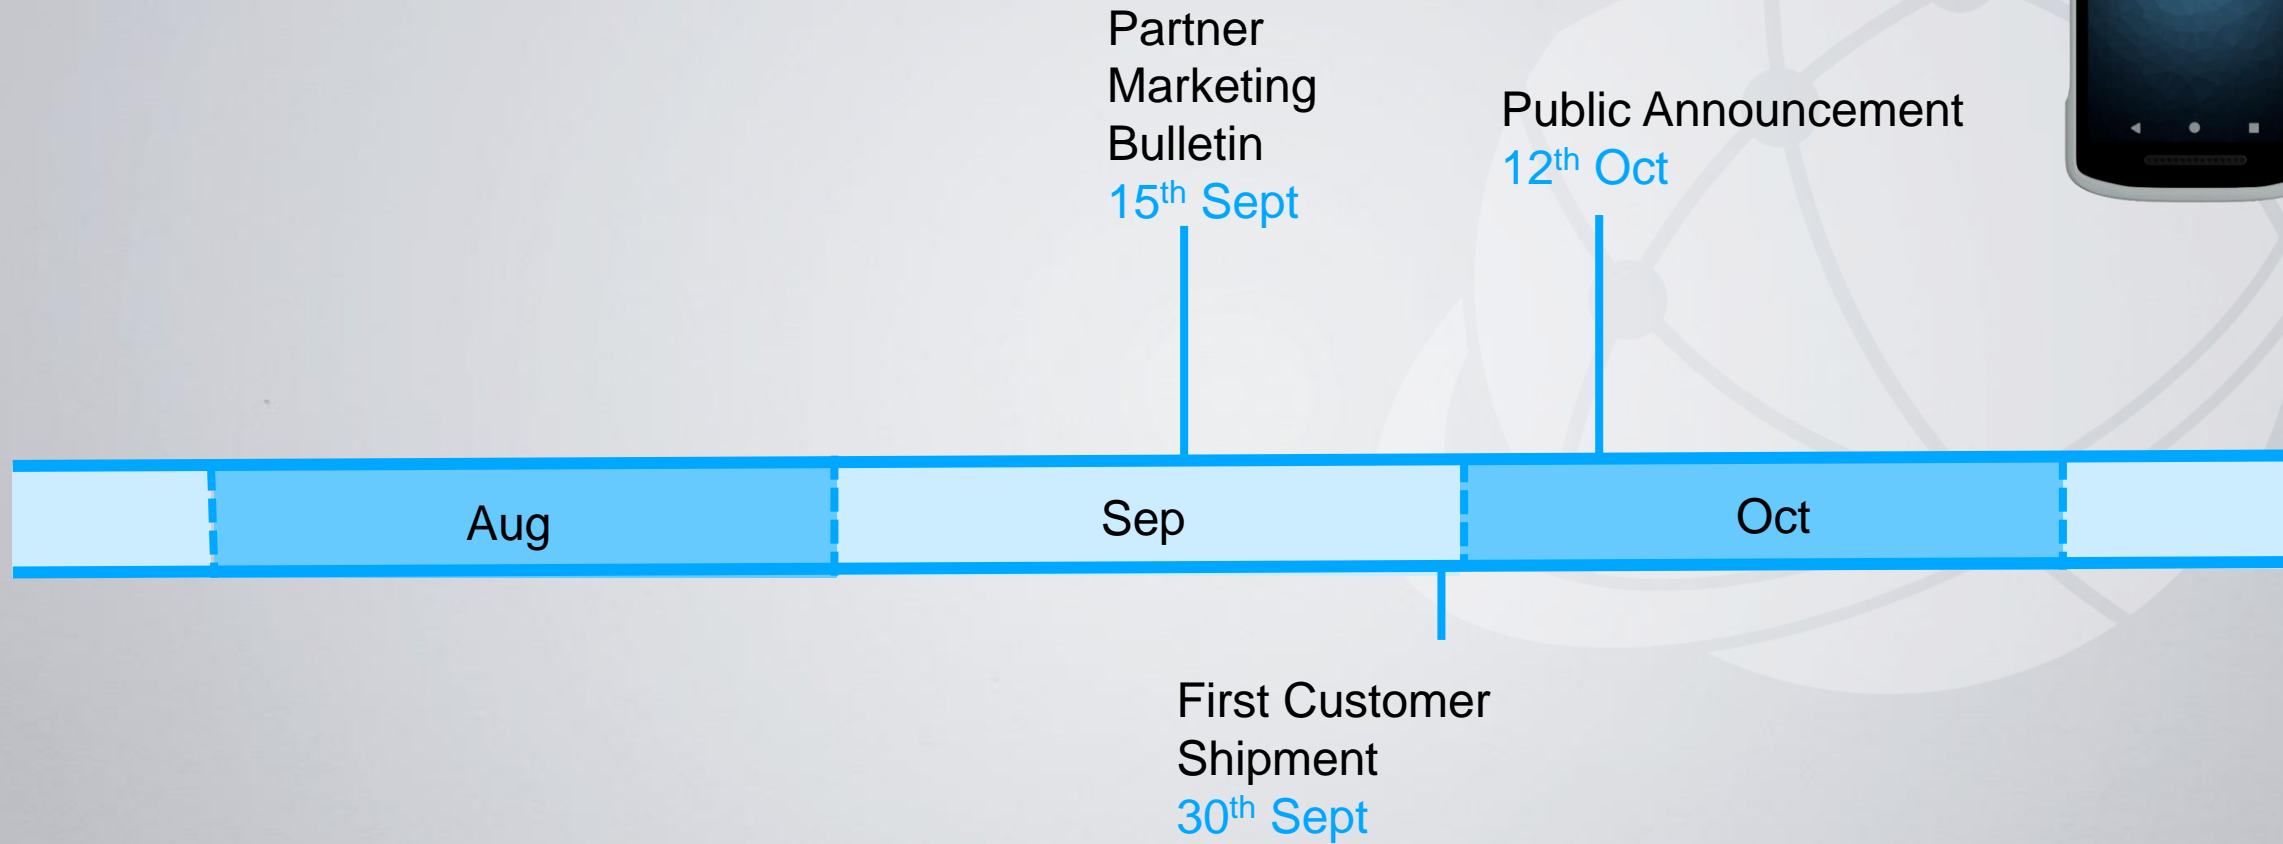 Partner
Marketing
Bulletin
15th Sept
Public Announcement
12th Oct
Aug
Sep
Oct
First Customer
Shipment
30th Sept